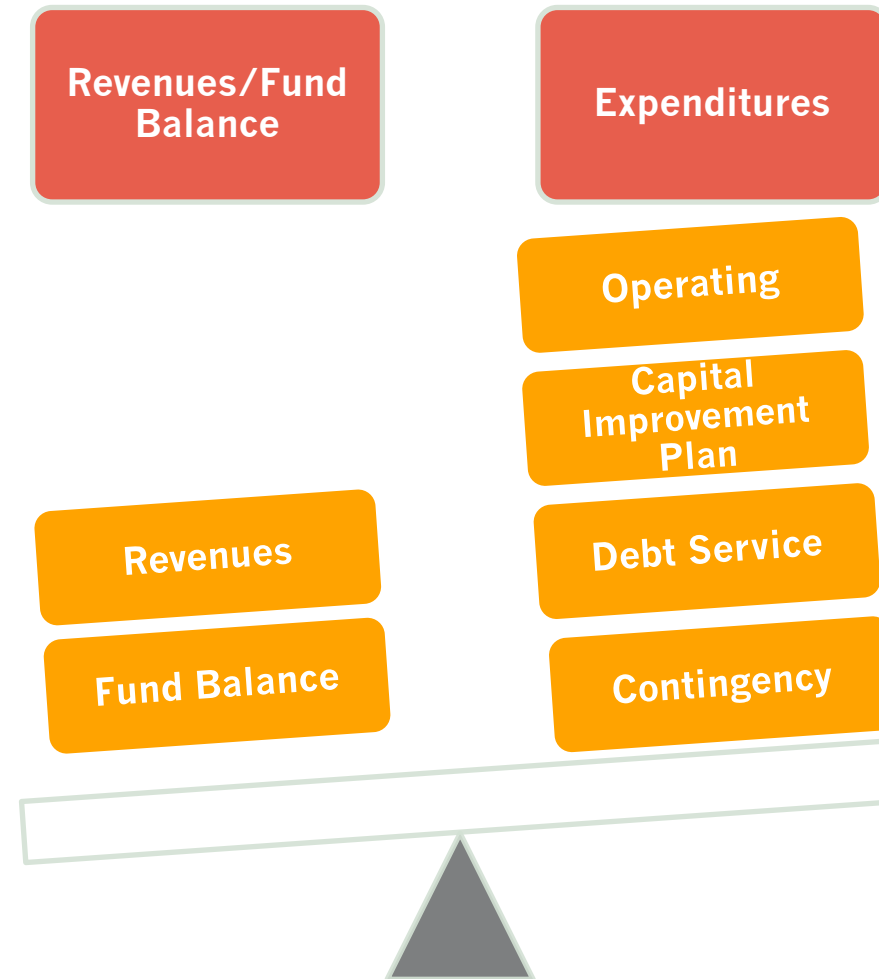 Revenues/Fund
Balance
Expenditures
Operating
Capital
Improvement
Plan
Revenues
Debt Service
Fund Balance
Contingency